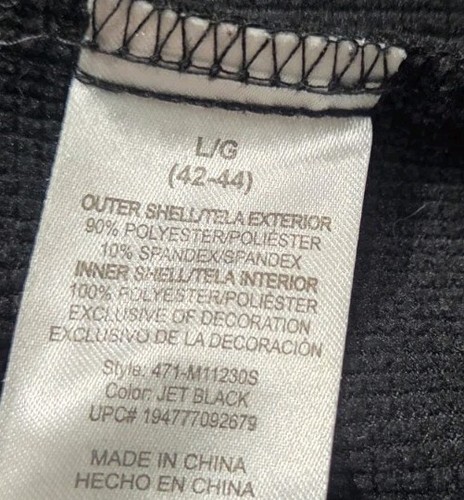 L/G
(42-44)
OUTER SHELL/TELA EXTERIOR
90% POLYESTER/POLIÉSTER
10% SPANDEX/SPANDEX
INNER SHELL/TELA INTERIOR
100% POLYESTER/POLIÉSTER
EXCLUSIVE OF DECORATION
EXCLUSIVO DE LA DECORACIÓN
Style: 471-M11230S
Color: JET BLACK
UPC# 194777092679
MADE IN CHINA
HECHO EN CHINA